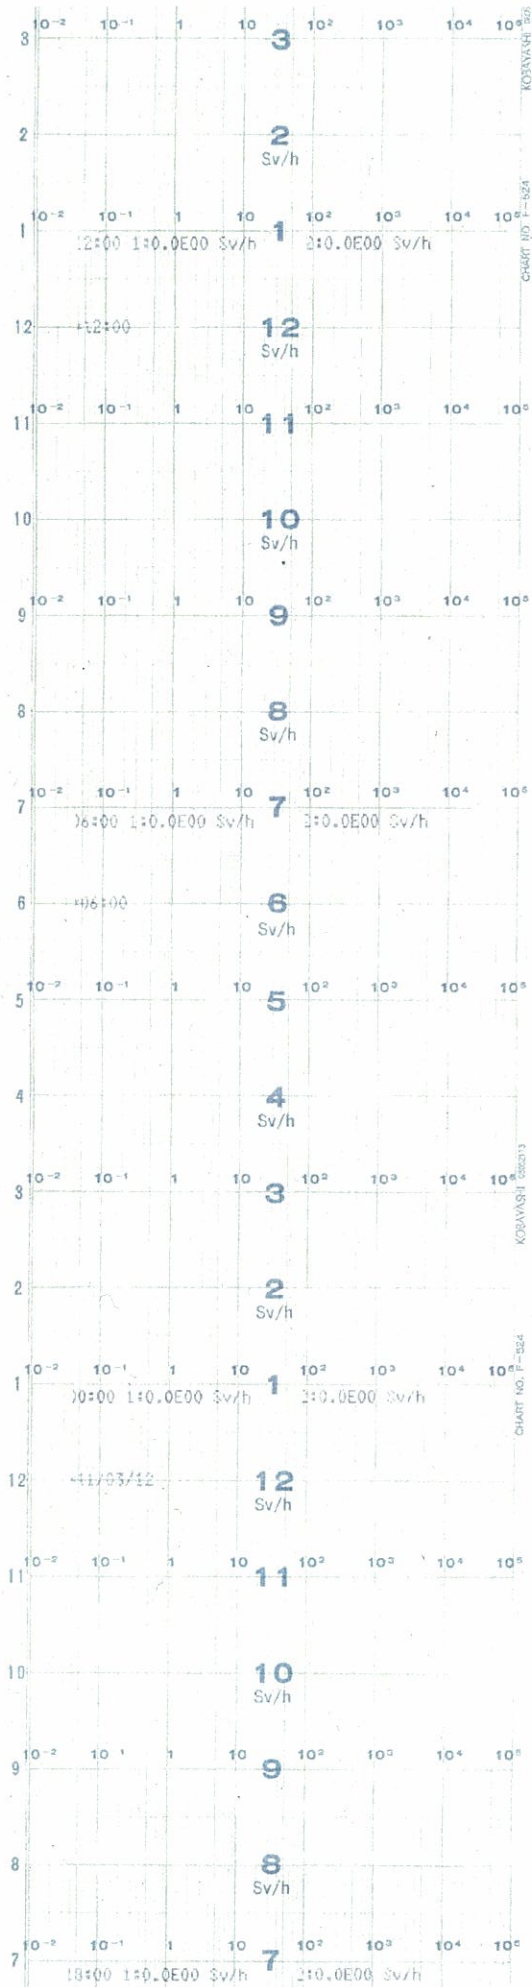 10⁻² 10⁻¹ 1 10 10² 10³ 10⁴ 10⁵
3 3
KOBAYASHI
2 2
Sv/h
10⁻² 10⁻¹ 1 10 10² 10³ 10⁴ 10⁵
1 1
12:00 1:0.0E00 Sv/h 2:0.0E00 Sv/h
CHART NO. F-524
12 12:00 12
Sv/h
10⁻² 10⁻¹ 1 10 10² 10³ 10⁴ 10⁵
11 11
10 10
Sv/h
10⁻² 10⁻¹ 1 10 10² 10³ 10⁴ 10⁵
9 9
8 8
Sv/h
10⁻² 10⁻¹ 1 10 10² 10³ 10⁴ 10⁵
7 7
06:00 1:0.0E00 Sv/h 2:0.0E00 Sv/h
6 06:00 6
Sv/h
10⁻² 10⁻¹ 1 10 10² 10³ 10⁴ 10⁵
5 5
4 4
Sv/h
10⁻² 10⁻¹ 1 10 10² 10³ 10⁴ 10⁵
3 3
KOBAYASHI
2 2
Sv/h
10⁻² 10⁻¹ 1 10 10² 10³ 10⁴ 10⁵
1 1
00:00 1:0.0E00 Sv/h 2:0.0E00 Sv/h
CHART NO. F-524
12 11/03/12 12
Sv/h
10⁻² 10⁻¹ 1 10 10² 10³ 10⁴ 10⁵
11 11
10 10
Sv/h
10⁻² 10⁻¹ 1 10 10² 10³ 10⁴ 10⁵
9 9
8 8
Sv/h
10⁻² 10⁻¹ 1 10 10² 10³ 10⁴ 10⁵
7 7
18:00 1:0.0E00 Sv/h 2:0.0E00 Sv/h